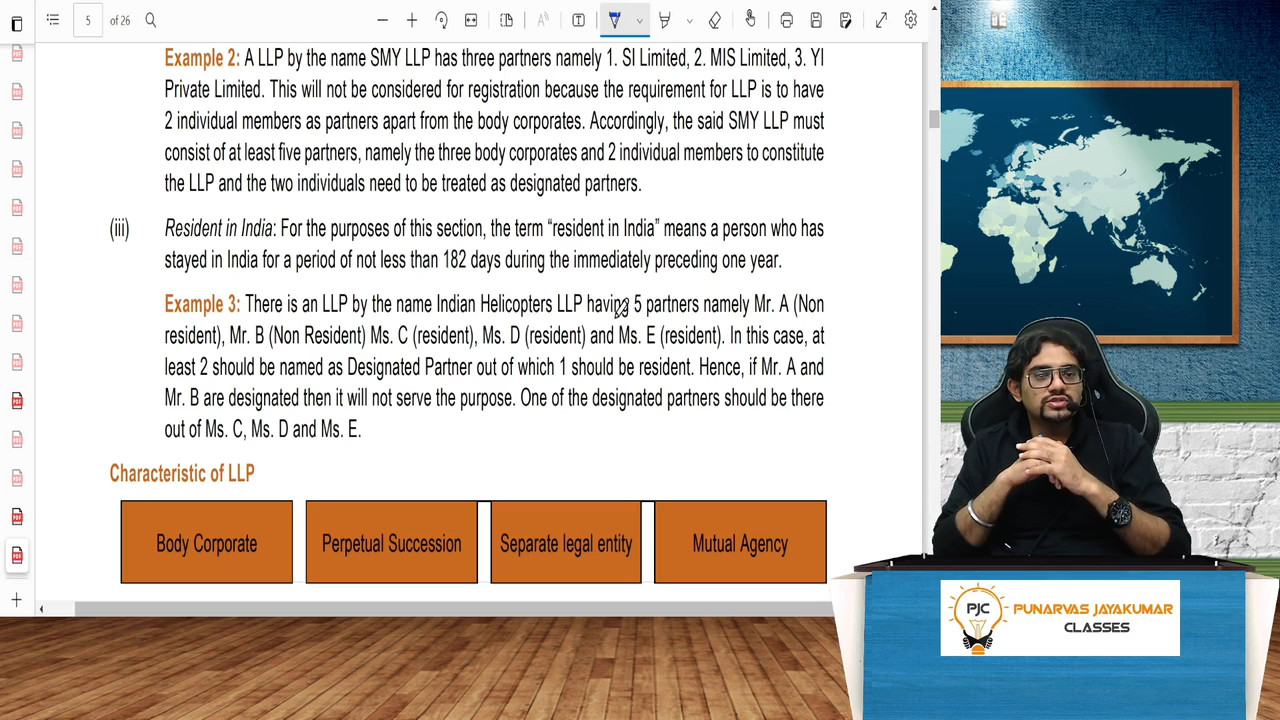 5 of 26
Example 2: A LLP by the name SMY LLP has three partners namely 1. SI Limited, 2. MIS Limited, 3. YI
Private Limited. This will not be considered for registration because the requirement for LLP is to have
2 individual members as partners apart from the body corporates. Accordingly, the said SMY LLP must
consist of at least five partners, namely the three body corporates and 2 individual members to constitute
the LLP and the two individuals need to be treated as designated partners.
(iii) Resident in India: For the purposes of this section, the term “resident in India” means a person who has
stayed in India for a period of not less than 182 days during the immediately preceding one year.
Example 3: There is an LLP by the name Indian Helicopters LLP having 5 partners namely Mr. A (Non
resident), Mr. B (Non Resident) Ms. C (resident), Ms. D (resident) and Ms. E (resident). In this case, at
least 2 should be named as Designated Partner out of which 1 should be resident. Hence, if Mr. A and
Mr. B are designated then it will not serve the purpose. One of the designated partners should be there
out of Ms. C, Ms. D and Ms. E.
Characteristic of LLP
Body Corporate Perpetual Succession Separate legal entity Mutual Agency
PJC PUNARVAS JAYAKUMAR
CLASSES